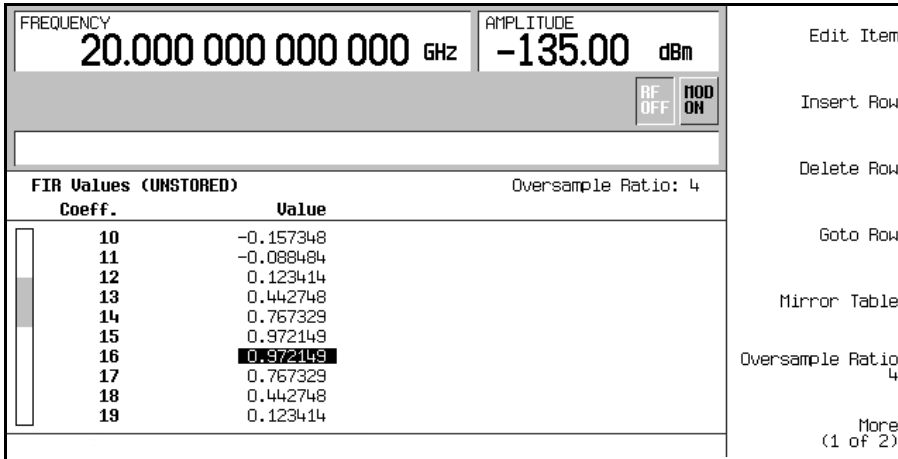 FREQUENCY
20.000 000 000 000 GHz
AMPLITUDE
-135.00 dBm
RF OFF
MOD ON
FIR Values (UNSTORED)
Oversample Ratio: 4
Coeff. Value
10 -0.157348
11 -0.088484
12 0.123414
13 0.442748
14 0.767329
15 0.972149
16 0.972149
17 0.767329
18 0.442748
19 0.123414
Edit Item
Insert Row
Delete Row
Goto Row
Mirror Table
Oversample Ratio
4
More
(1 of 2)